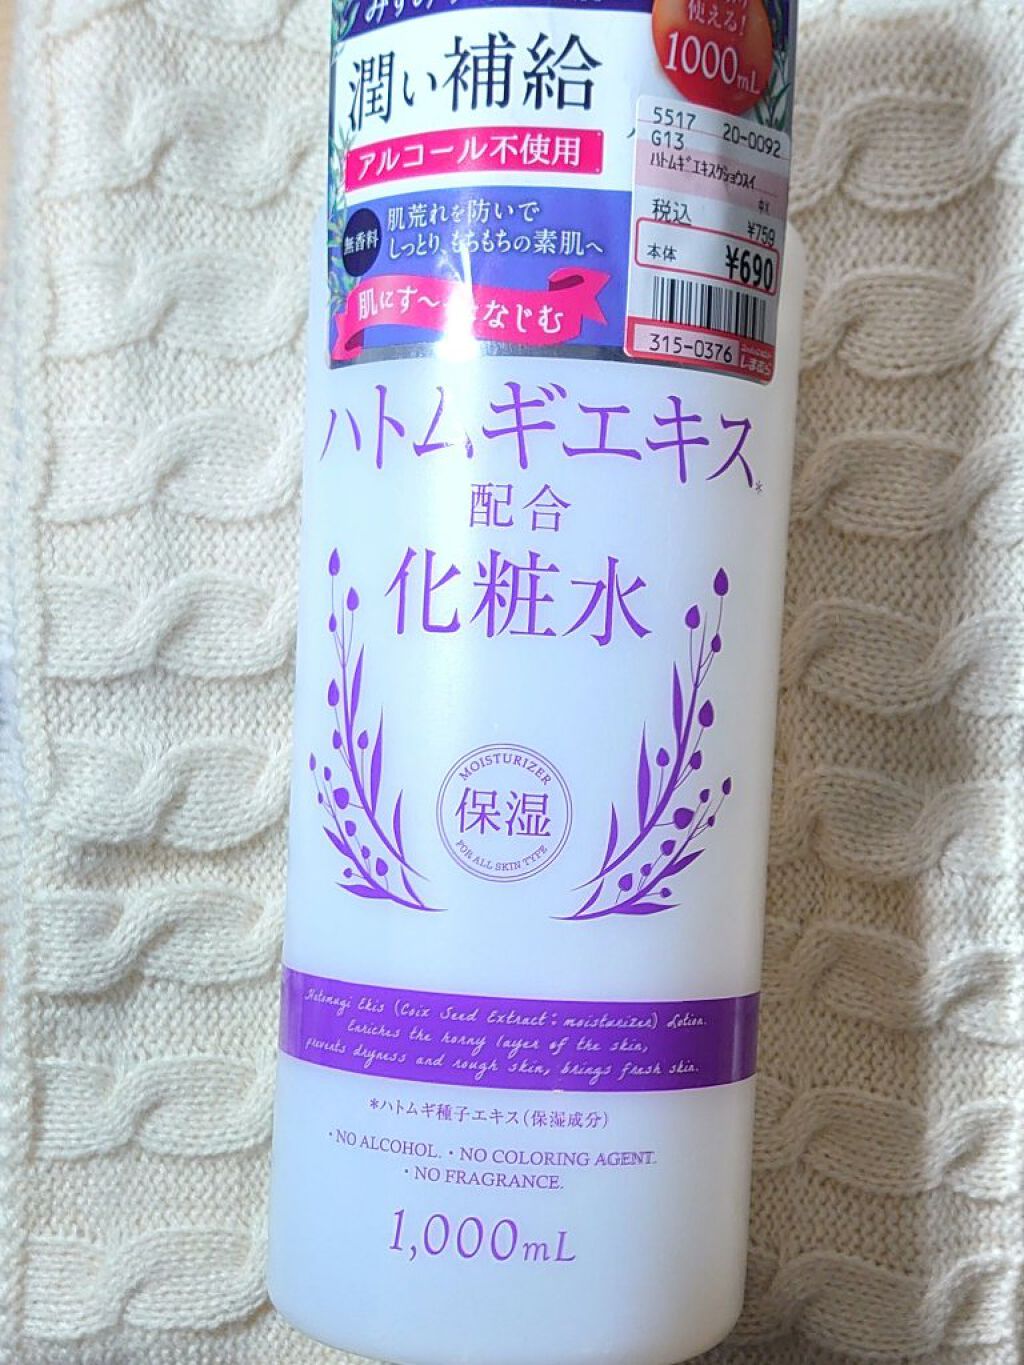 潤い補給
アルコール不使用
無香料
肌荒れを防いで
しっとり、もちもちの素肌へ
なじむ
使える!
1000mL
5517 20-0092
G13
ハトムギエキスケショウスイ
税込 ¥759
本体 ¥690
315-0376
しまむら
ハトムギエキス*
配合
化粧水
MOISTURIZER
保湿
FOR ALL SKIN TYPE
Hatomugi Ekis (Coix Seed Extract: moisturizer) Lotion.
Enriches the horny layer of the skin,
prevents dryness and rough skin, brings fresh skin.
*ハトムギ種子エキス(保湿成分)
・NO ALCOHOL. ・NO COLORING AGENT.
・NO FRAGRANCE.
1,000mL